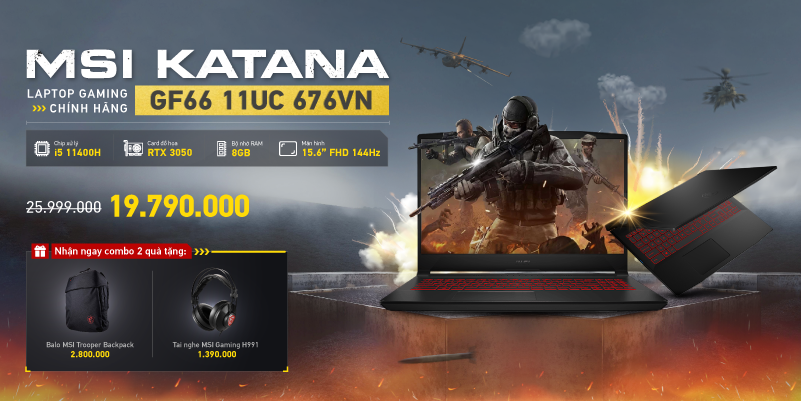 MSI KATANA
LAPTOP GAMING
>>> CHÍNH HÃNG
GF66 11UC 676VN
Chip xử lý
i5 11400H
Card đồ họa
RTX 3050
Bộ nhớ RAM
8GB
Màn hình
15.6” FHD 144Hz
25.999.000 19.790.000
Nhận ngay combo 2 quà tặng:
Balo MSI Trooper Backpack
2.800.000
Tai nghe MSI Gaming H991
1.390.000